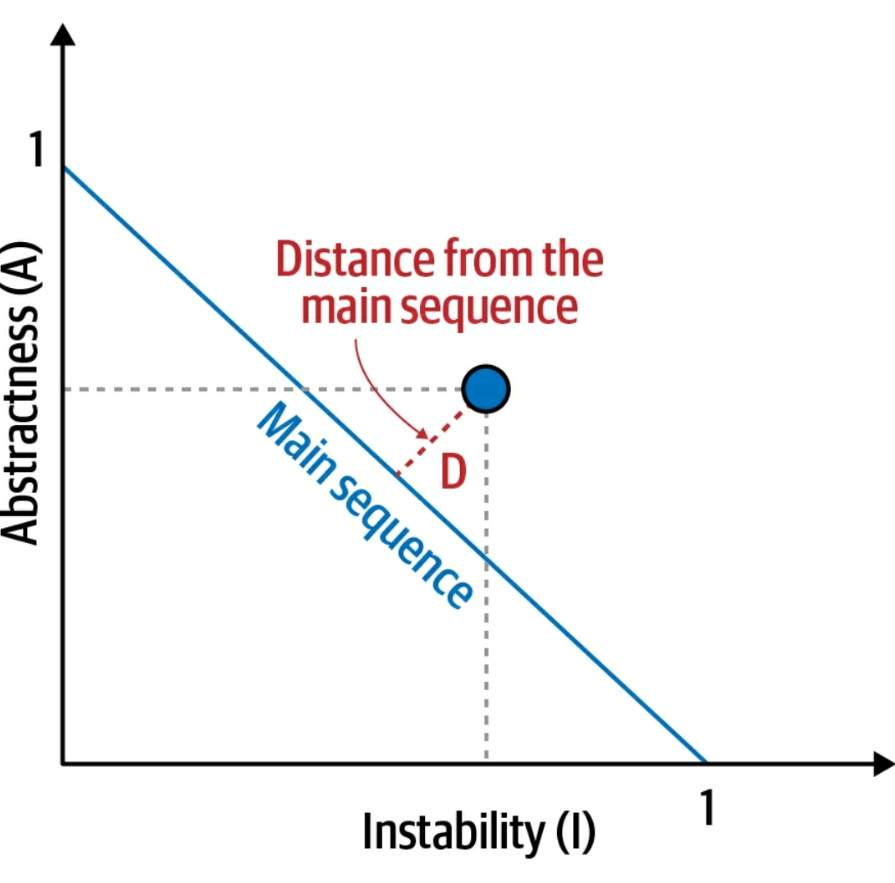 1
Abstractness (A)
Distance from the
main sequence
D
Main sequence
1
Instability (I)